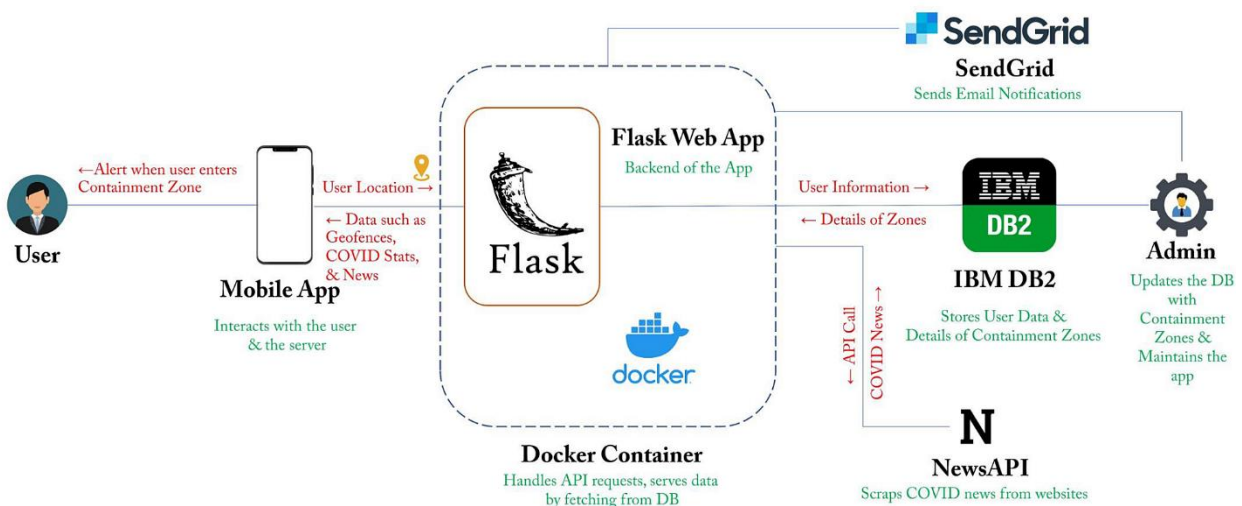 SendGrid
SendGrid
Sends Email Notifications
Flask Web App
Backend of the App
←Alert when user enters
Containment Zone
User
User Location →
← Data such as
Geofences,
COVID Stats,
& News
Mobile App
Interacts with the user
& the server
Flask
docker
Docker Container
Handles API requests, serves data
by fetching from DB
User Information →
← Details of Zones
IBM
DB2
IBM DB2
Stores User Data &
Details of Containment Zones
Admin
Updates the DB
with
Containment
Zones &
Maintains the
app
← API Call
COVID News →
N
NewsAPI
Scraps COVID news from websites